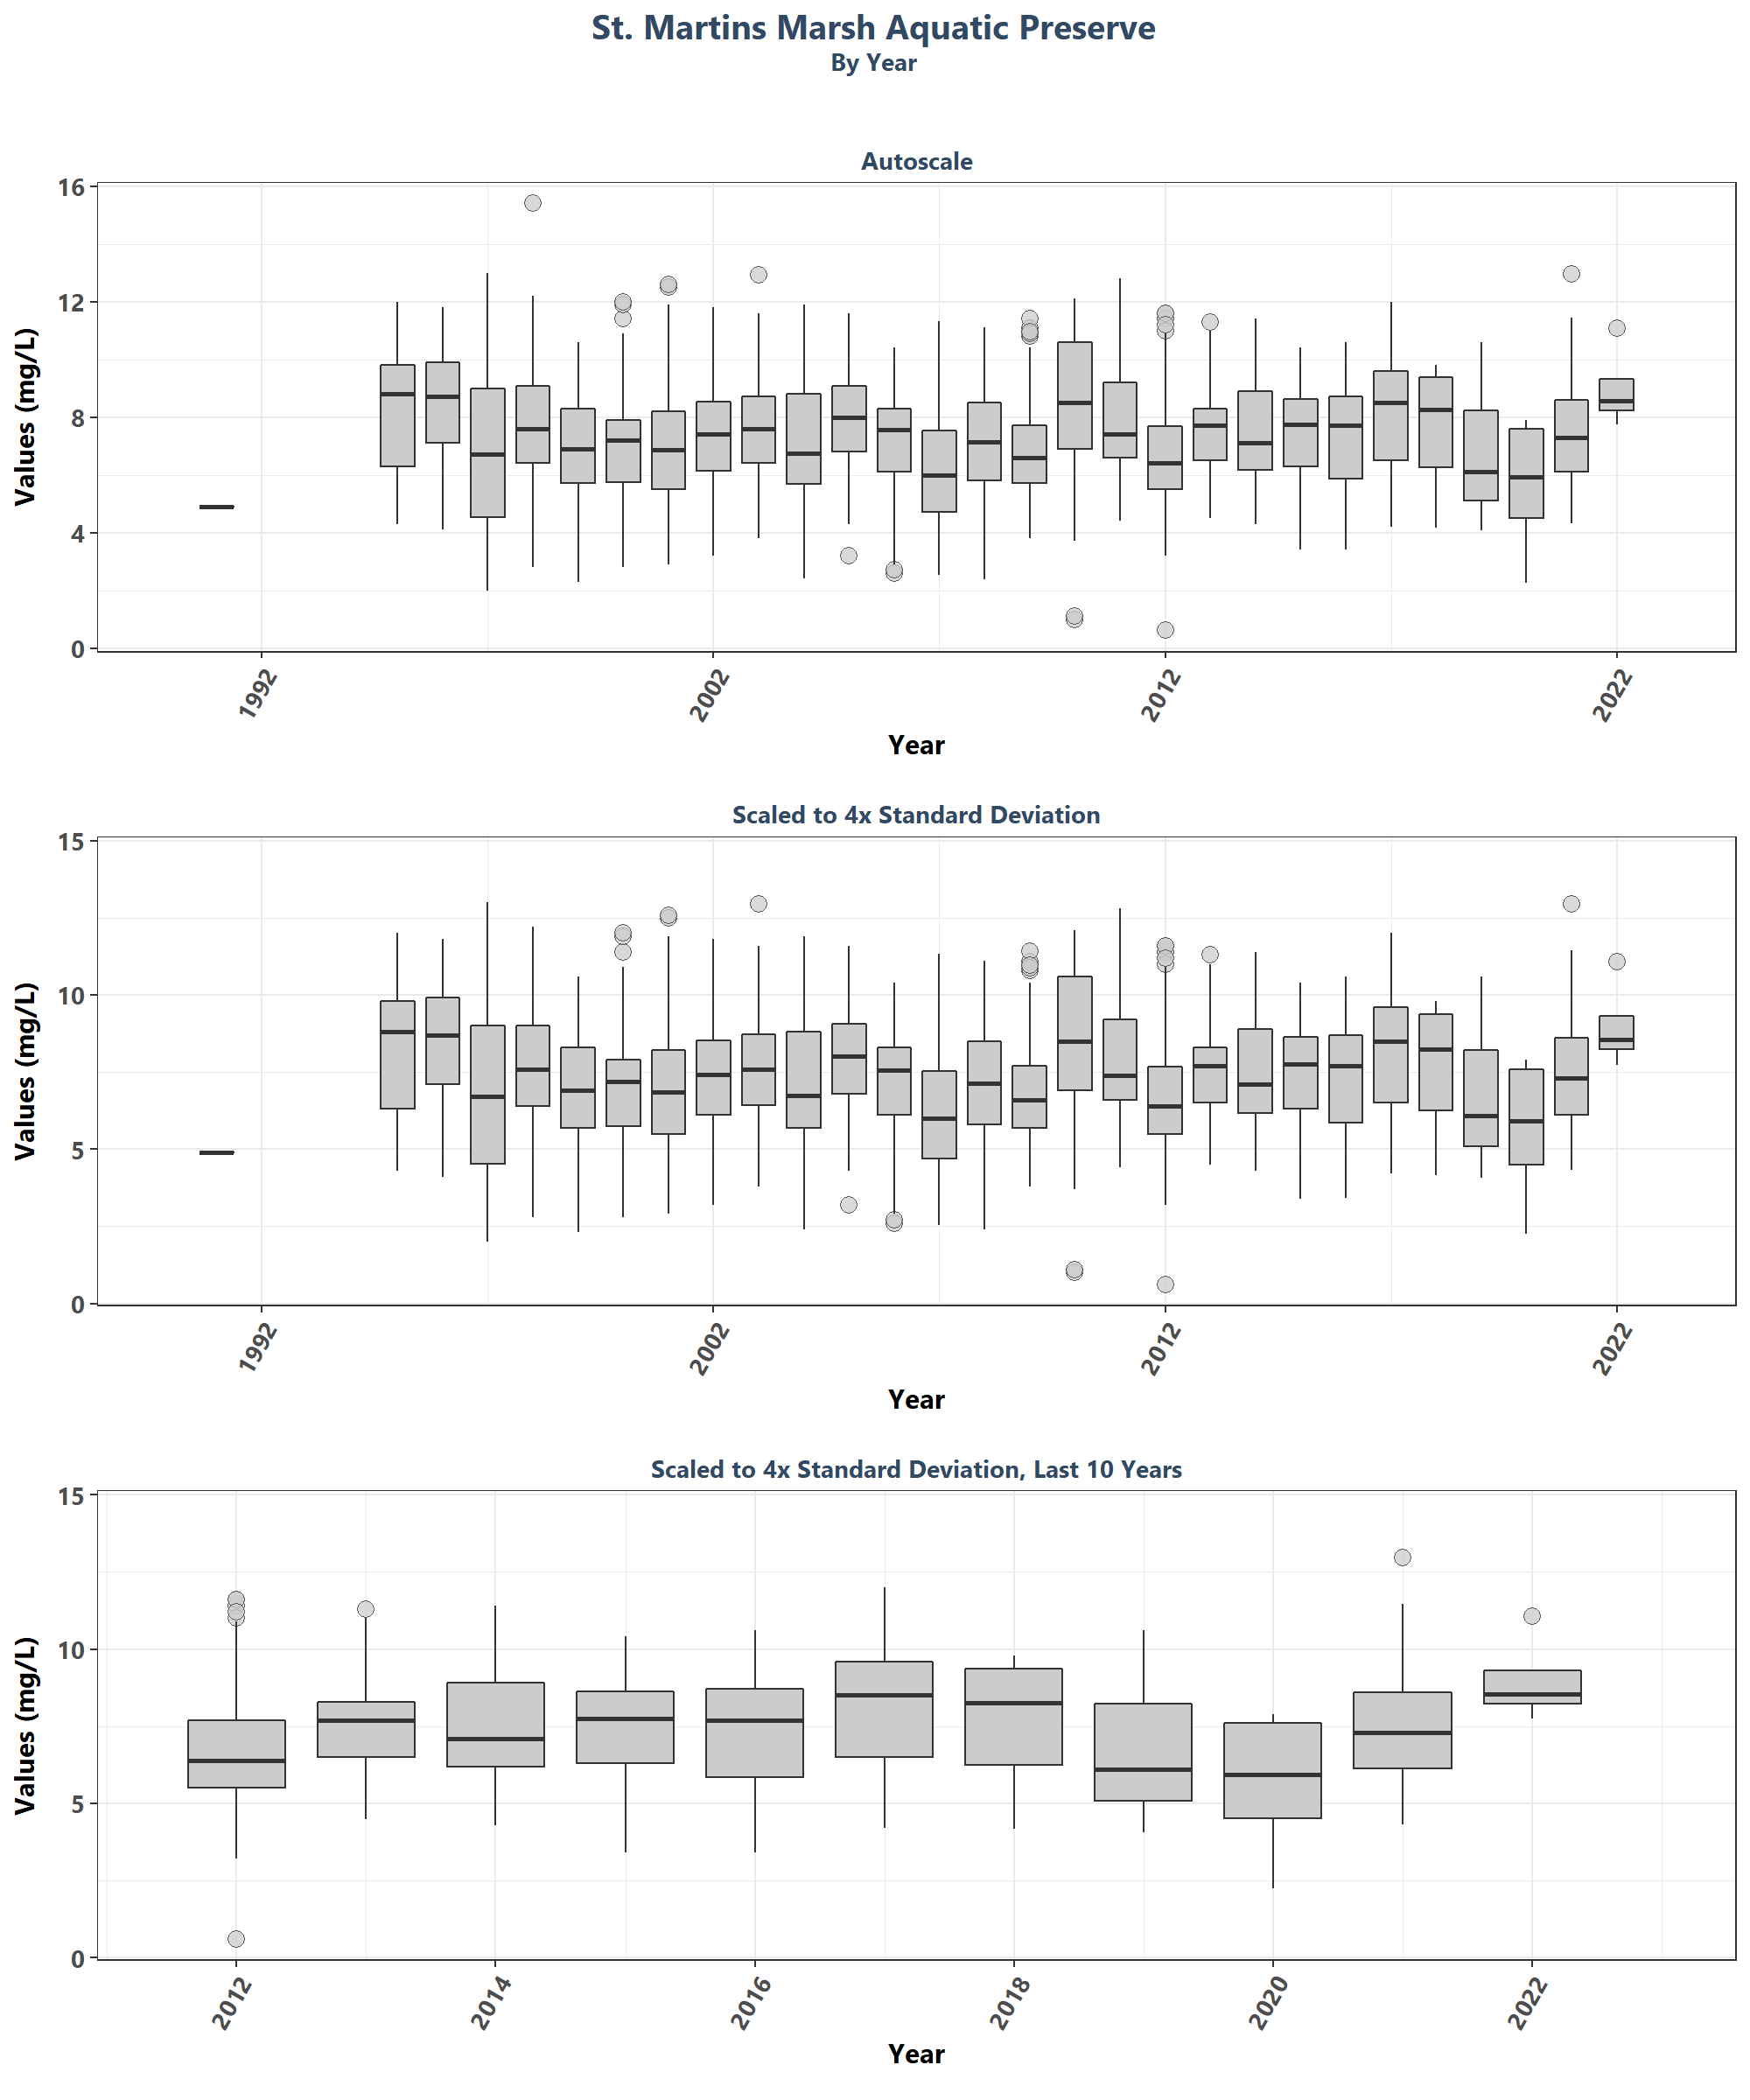 St. Martins Marsh Aquatic Preserve
By Year
Autoscale
Values (mg/L)
16
12
8
4
0
1992
2002
2012
2022
Year
Scaled to 4x Standard Deviation
Values (mg/L)
15
10
5
0
1992
2002
2012
2022
Year
Scaled to 4x Standard Deviation, Last 10 Years
Values (mg/L)
15
10
5
0
2012
2014
2016
2018
2020
2022
Year